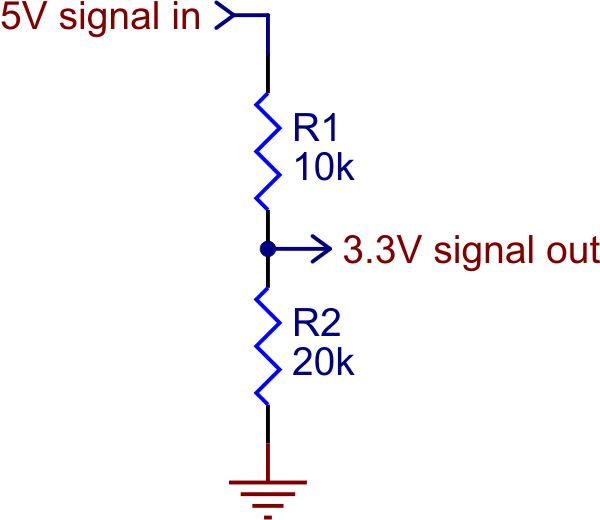 5V signal in
R1
10k
3.3V signal out
R2
20k